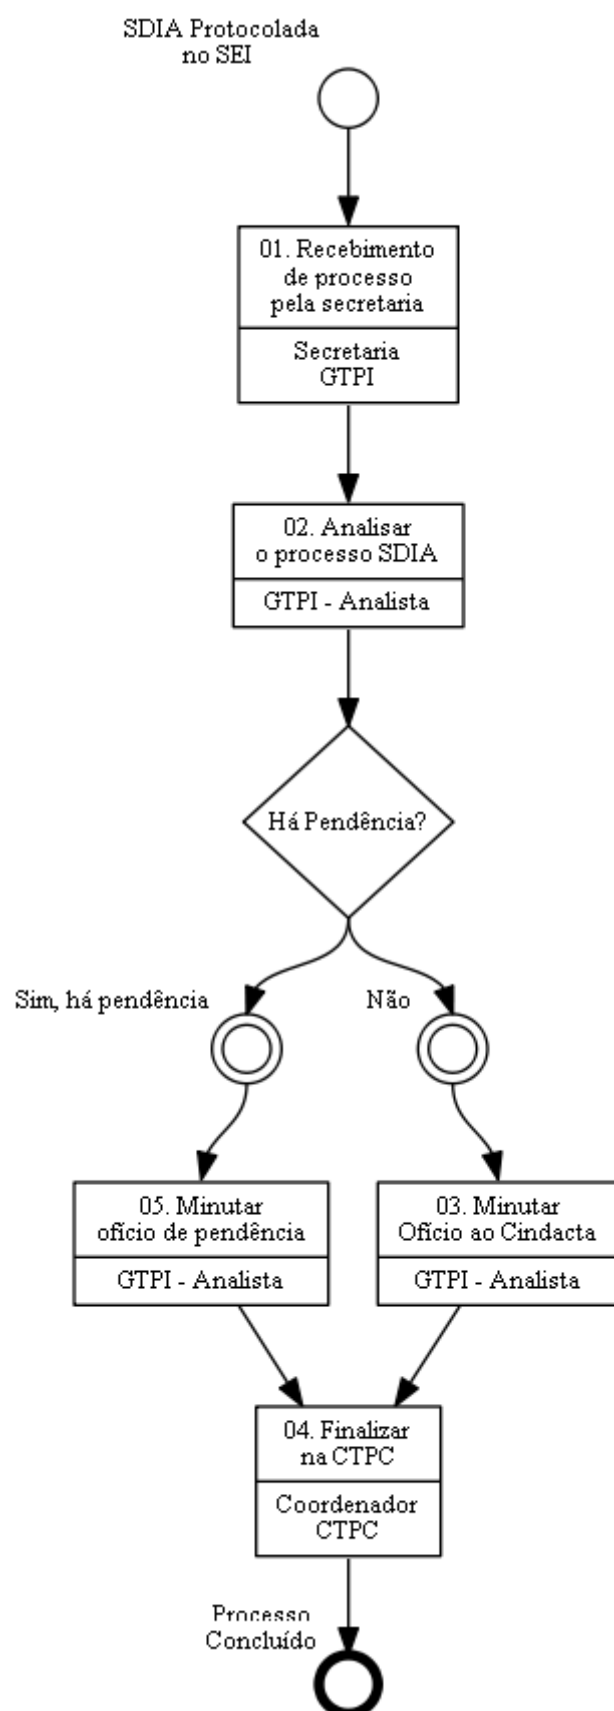 SDIA Protocolada
no SEI
01. Recebimento
de processo
pela secretaria
Secretaria
GTPI
02. Analisar
o processo SDIA
GTPI - Analista
Há Pendência?
Sim, há pendência
Não
05. Minutar
ofício de pendência
GTPI - Analista
03. Minutar
Ofício ao Cindacta
GTPI - Analista
04. Finalizar
na CTPC
Coordenador
CTPC
Processo
Concluído